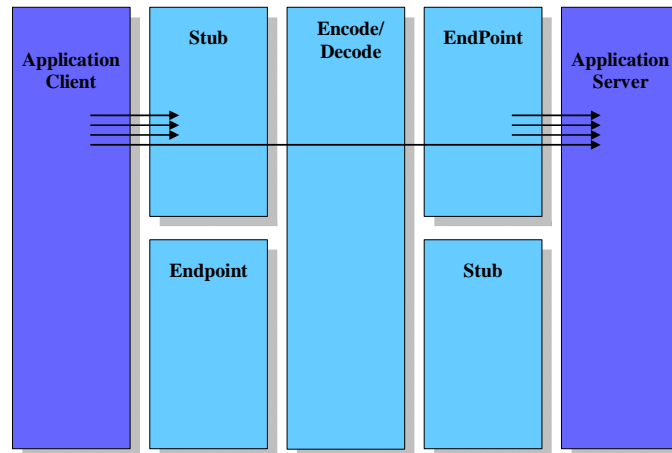 Application
Client
Stub
Encode/
Decode
EndPoint
Application
Server
Endpoint
Stub